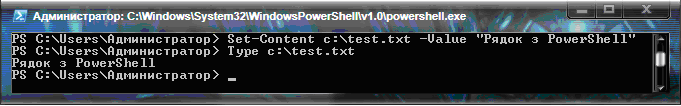 Администратор: C:\Windows\System32\WindowsPowerShell\v1.0\powershell.exe
PS C:\Users\Администратор> Set-Content c:\test.txt -Value "Рядок з PowerShell"
PS C:\Users\Администратор> Type c:\test.txt
Рядок з PowerShell
PS C:\Users\Администратор> _